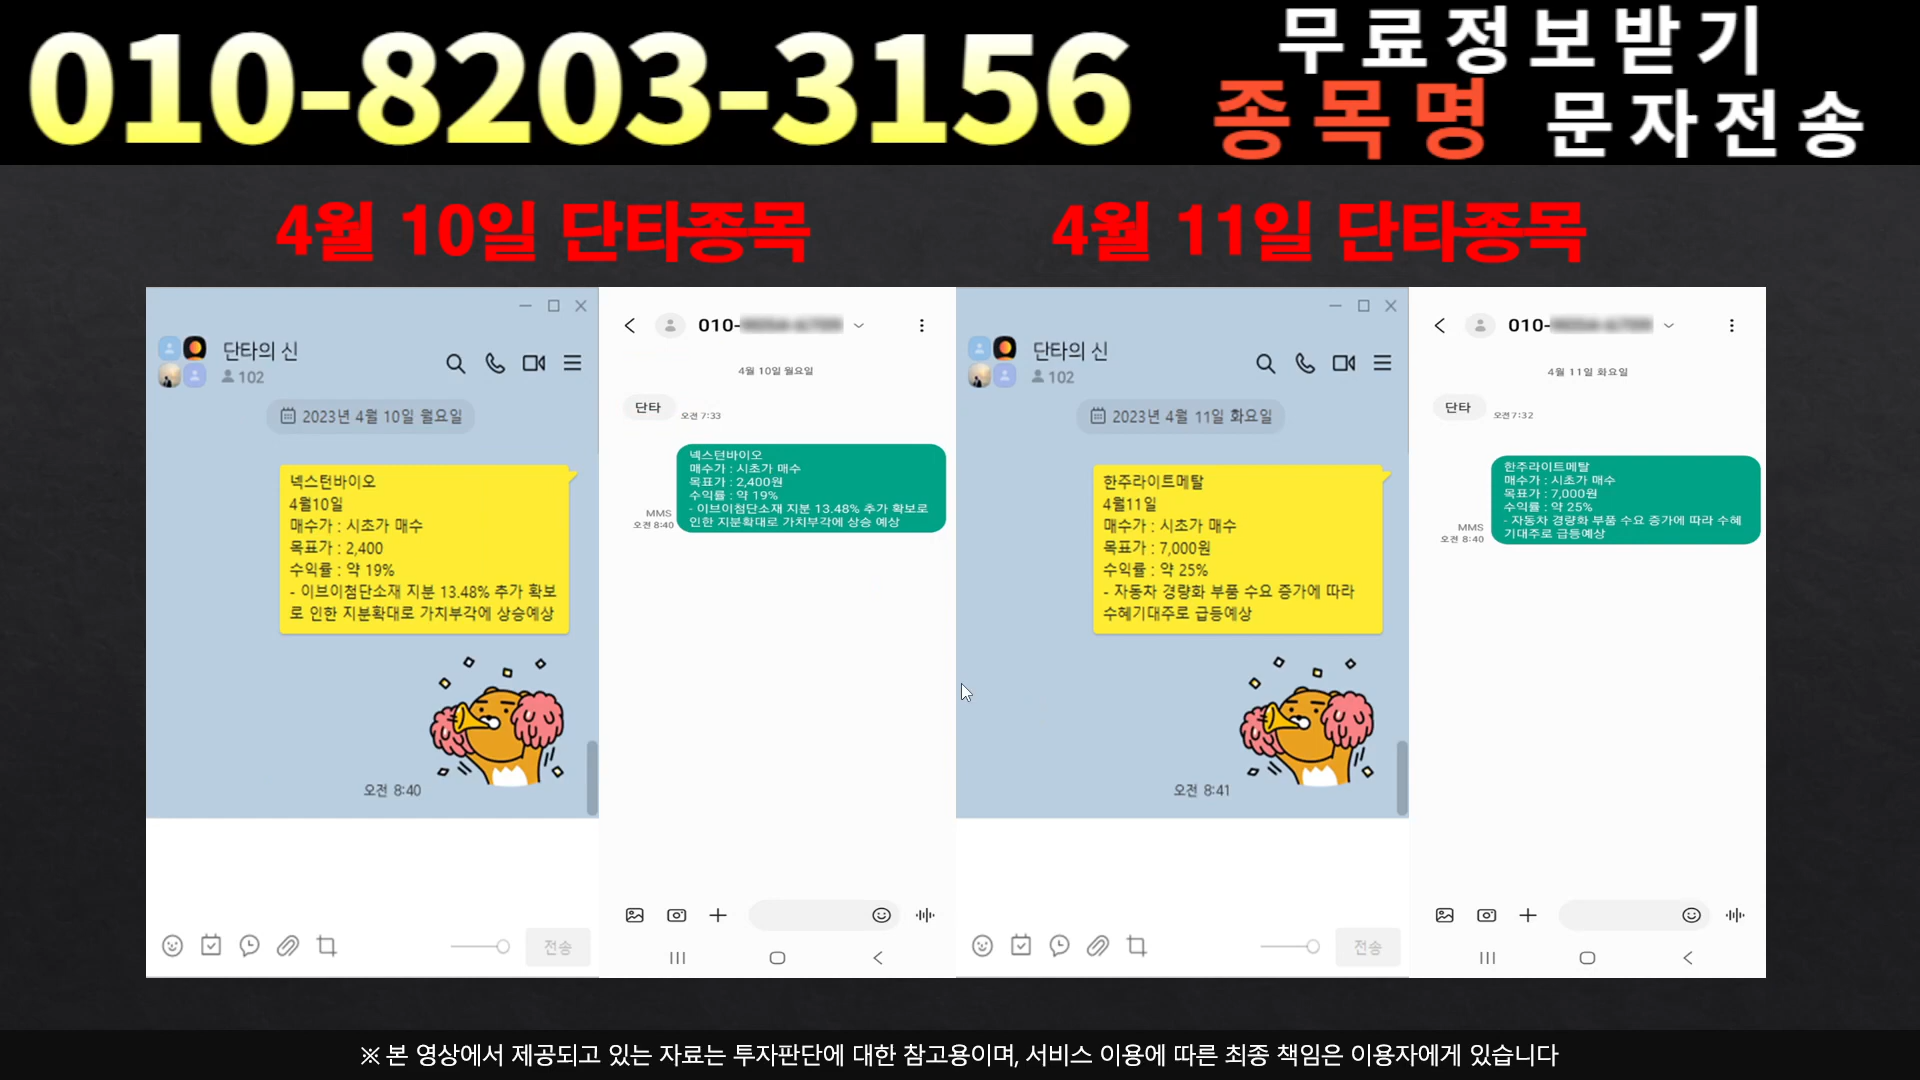 010-8203-3156
무료정보받기
종목명 문자전송
4월 10일 단타종목
4월 11일 단타종목
단타의 신
102
2023년 4월 10일 월요일
넥스턴바이오
4월10일
매수가 : 시초가 매수
목표가 : 2,400
수익률 : 약 19%
- 이브이첨단소재 지분 13.48% 추가 확보
로 인한 지분확대로 가치부각에 상승예상
오전 8:40
전송
010-
4월 10일 월요일
단타
오전 7:33
넥스턴바이오
매수가 : 시초가 매수
목표가 : 2,400원
수익률 : 약 19%
- 이브이첨단소재 지분 13.48% 추가 확보로
인한 지분확대로 가치부각에 상승 예상
MMS
오전 8:40
단타의 신
102
2023년 4월 11일 화요일
한주라이트메탈
4월11일
매수가 : 시초가 매수
목표가 : 7,000원
수익률 : 약 25%
- 자동차 경량화 부품 수요 증가에 따라
수혜기대주로 급등예상
오전 8:41
전송
010-
4월 11일 화요일
단타
오전 7:32
한주라이트메탈
매수가 : 시초가 매수
목표가 : 7,000원
수익률 : 약 25%
- 자동차 경량화 부품 수요 증가에 따라 수혜
기대주로 급등예상
MMS
오전 8:40
※ 본 영상에서 제공되고 있는 자료는 투자판단에 대한 참고용이며, 서비스 이용에 따른 최종 책임은 이용자에게 있습니다